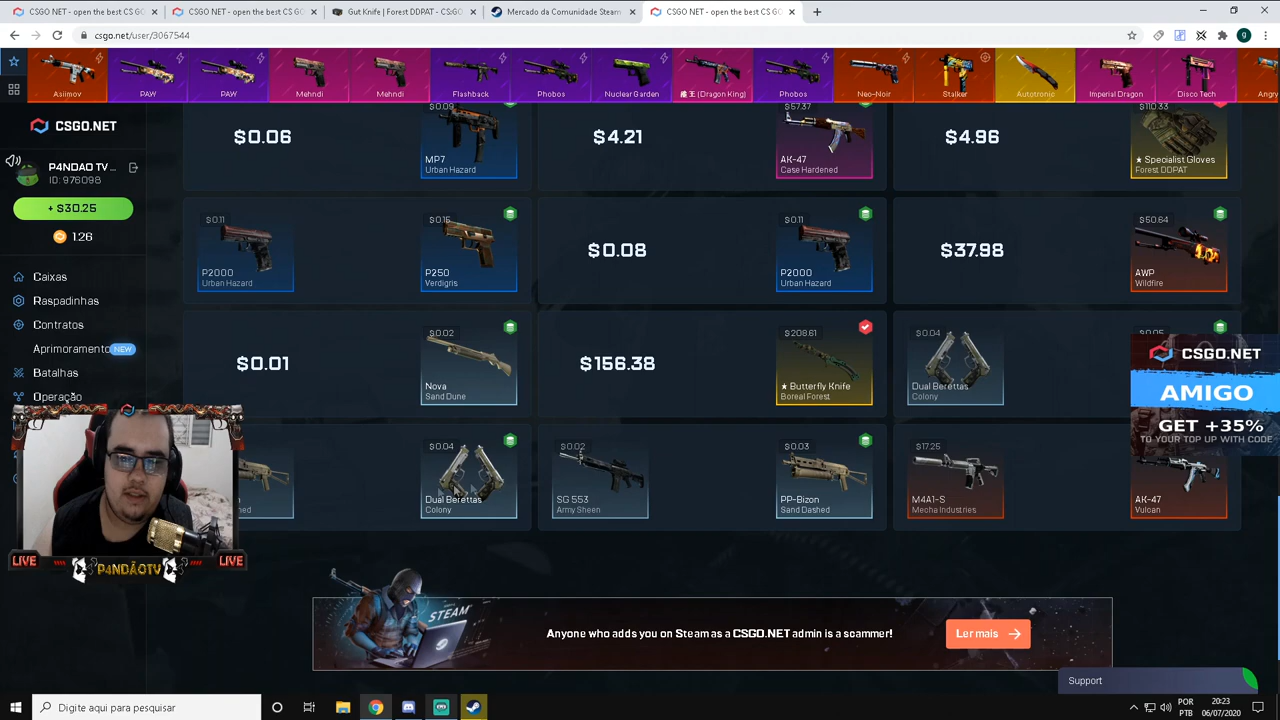 CSGO NET - open the best CS GO
CSGO NET - open the best CS G
Gut Knife | Forest DDPAT - CS:GO
Mercado da Comunidade Steam
CSGO NET - open the best CS GO
csgo.net/user/3067544
Asiimov
PAW
PAW
Mehndi
Mehndi
Flashback
Phobos
Nuclear Garden
(Dragon King)
Phobos
Neo-Noir
Stalker
Autotronic
Imperial Dragon
Disco Tech
Angry
CSGO.NET
P4NDAO TV ...
ID: 976098
+ $30.25
126
Caixas
Raspadinhas
Contratos
Aprimoramento NEW
Batalhas
Operação
$0.06
$0.09
MP7
Urban Hazard
$4.21
$57.37
AK-47
Case Hardened
$4.96
$110.33
★ Specialist Gloves
Forest DDPAT
$0.11
P2000
Urban Hazard
$0.15
P250
Verdigris
$0.08
$0.11
P2000
Urban Hazard
$37.98
$50.64
AWP
Wildfire
$0.01
$0.02
Nova
Sand Dune
$156.38
$208.61
★ Butterfly Knife
Boreal Forest
$0.04
Dual Berettas
Colony
$0.04
Dual Berettas
Colony
$0.02
SG 553
Army Sheen
$0.03
PP-Bizon
Sand Dashed
$17.25
M4A1-S
Mecha Industries
AK-47
Vulcan
CSGO.NET
AMIGO
GET +35%
TO YOUR TOP UP WITH CODE
LIVE
P4NDÃOTV
LIVE
STEAM
Anyone who adds you on Steam as a CSGO.NET admin is a scammer!
Ler mais
Support
Digite aqui para pesquisar
POR
PTB
20:23
06/07/2020